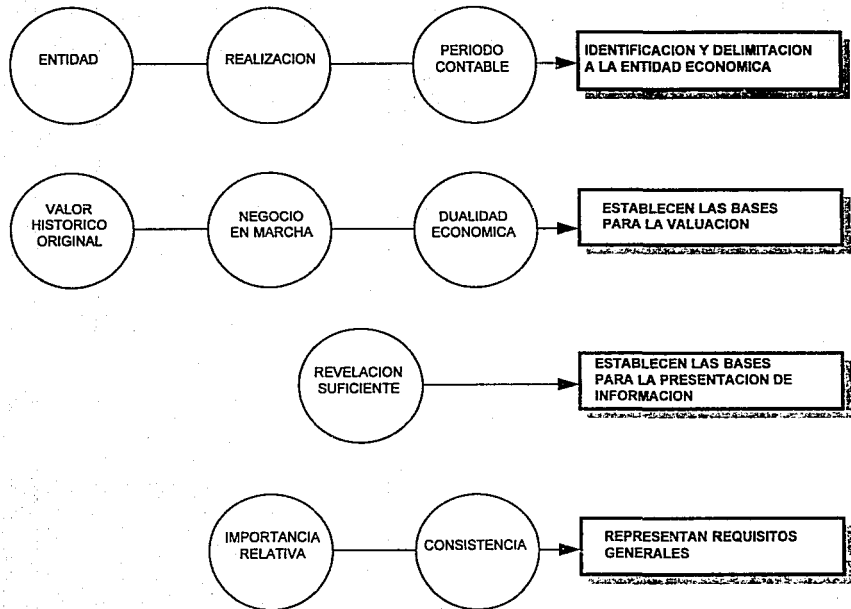 ENTIDAD
REALIZACION
PERIODO
CONTABLE
IDENTIFICACION Y DELIMITACION
A LA ENTIDAD ECONOMICA
VALOR
HISTORICO
ORIGINAL
NEGOCIO
EN MARCHA
DUALIDAD
ECONOMICA
ESTABLECEN LAS BASES
PARA LA VALUACION
REVELACION
SUFICIENTE
ESTABLECEN LAS BASES
PARA LA PRESENTACION DE
INFORMACION
IMPORTANCIA
RELATIVA
CONSISTENCIA
REPRESENTAN REQUISITOS
GENERALES